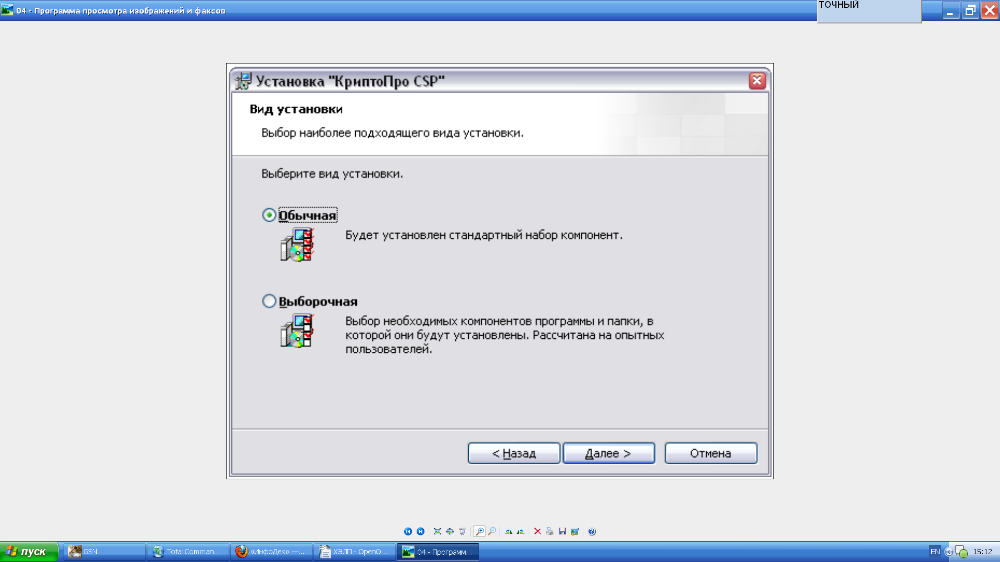 04 - Программа просмотра изображений и факсов
ТОЧНЫЙ
Установка "КриптоПро CSP"
Вид установки
Выбор наиболее подходящего вида установки.
Выберите вид установки.
Обычная
Будет установлен стандартный набор компонент.
Выборочная
Выбор необходимых компонентов программы и папки, в
которой они будут установлены. Рассчитана на опытных
пользователей.
< Назад
Далее >
Отмена
пуск
GSN
Total Comman...
«ИнфоДек» —...
ХЭЛП - OpenO...
04 - Программ...
EN
15:12